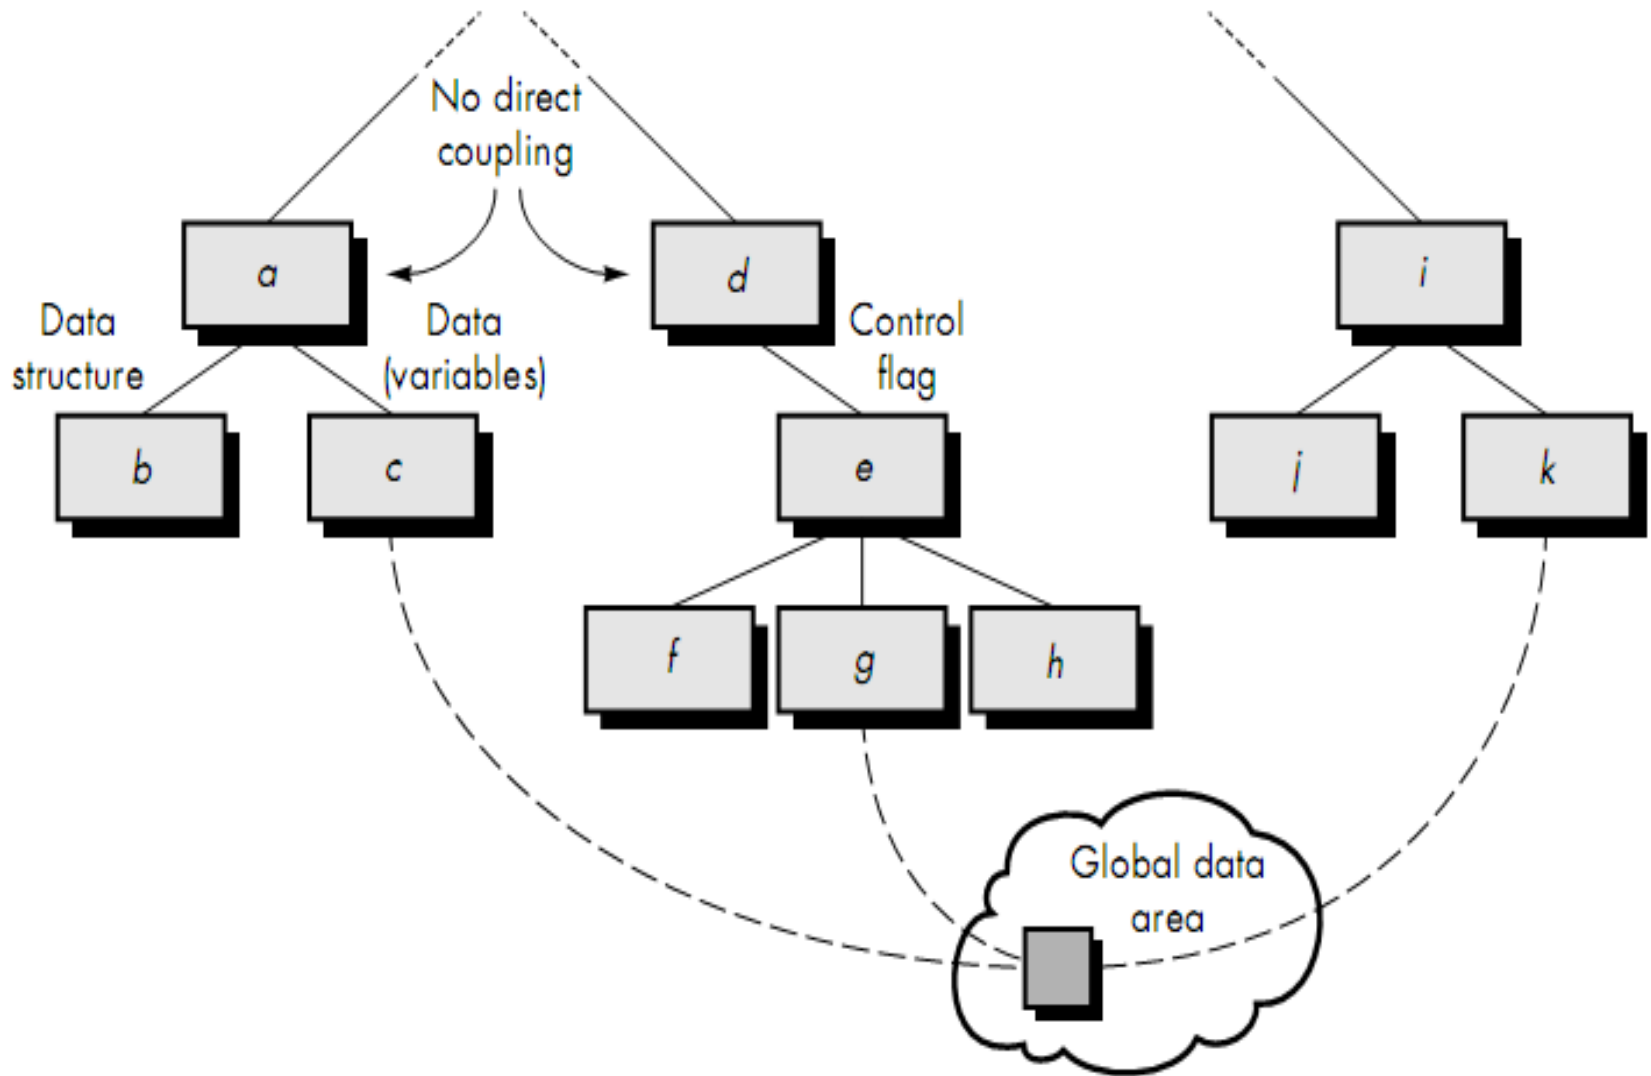 No direct
coupling
a
d
i
Data
structure
Data
(variables)
Control
flag
b
c
e
j
k
f
g
h
Global data
area